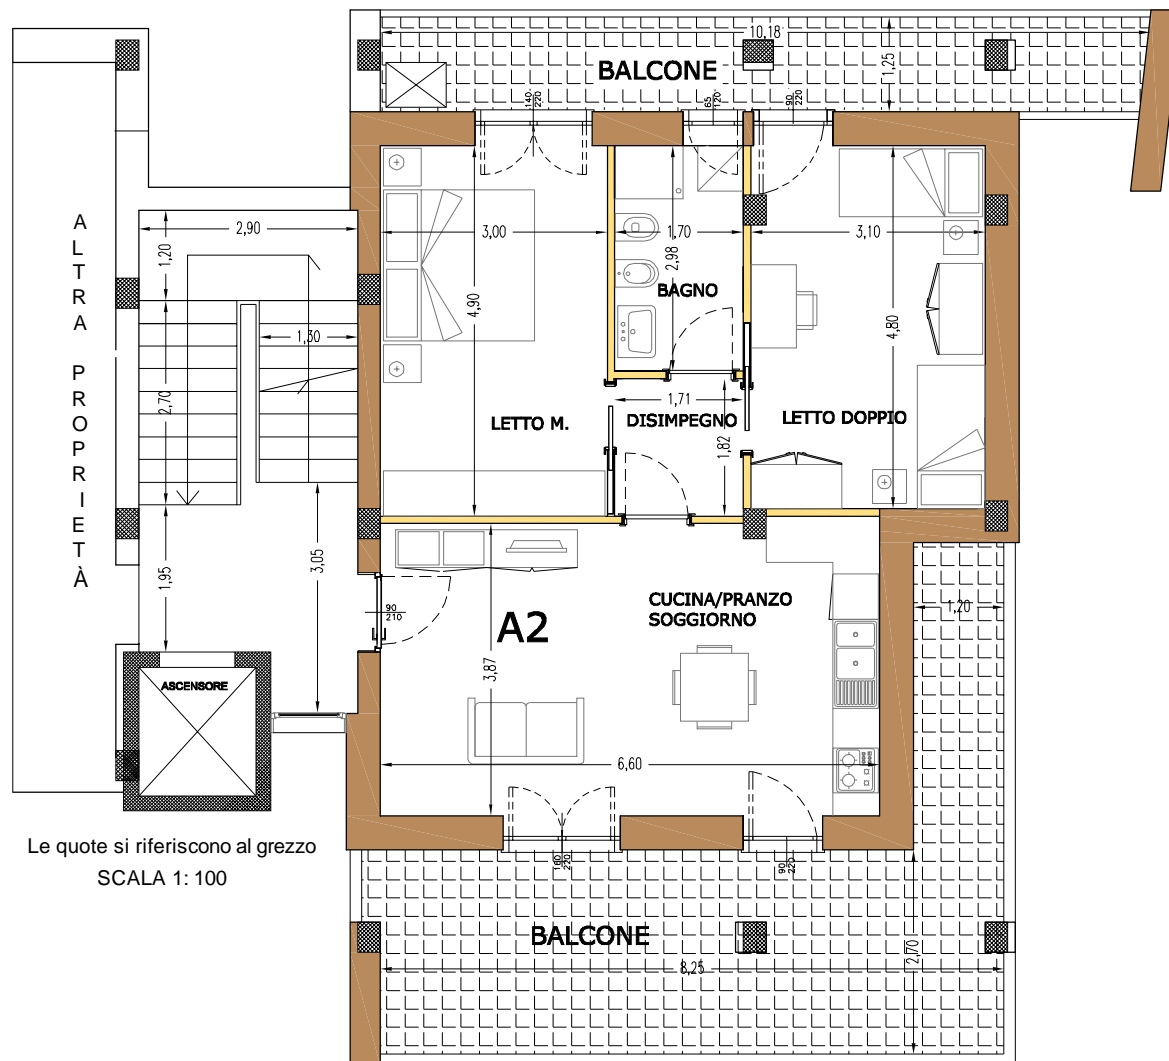 10,18
1,25
BALCONE
140
220
65
120
90
220
ALTRA PROPRIETÀ
2,90
1,20
3,00
1,70
3,10
2,98
BAGNO
4,90
4,80
1,30
2,70
1,71
LETTO M.
DISIMPEGNO
LETTO DOPPIO
1,82
1,95
3,05
90
210
A2
CUCINA/PRANZO
SOGGIORNO
1,20
3,87
ASCENSORE
6,60
Le quote si riferiscono al grezzo
SCALA 1: 100
160
220
90
220
BALCONE
8,25
2,70